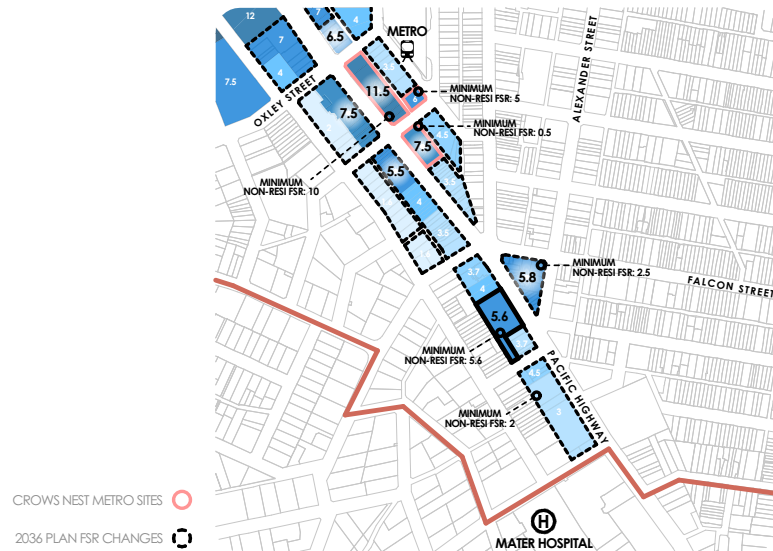 12
7
6.5
4
METRO
7
7.5
4
3.5
OXLEY STREET
11.5
6
MINIMUM
NON-RESI FSR: 5
ALEXANDER STREET
7.5
MINIMUM
NON-RESI FSR: 0.5
4.5
7.5
5.5
MINIMUM
NON-RESI FSR: 10
4
3.5
3.7
5.8
MINIMUM
NON-RESI FSR: 2.5
FALCON STREET
4
5.6
3.7
MINIMUM
NON-RESI FSR: 5.6
PACIFIC HIGHWAY
4.5
3
MINIMUM
NON-RESI FSR: 2
CROWS NEST METRO SITES
2036 PLAN FSR CHANGES
H
MATER HOSPITAL